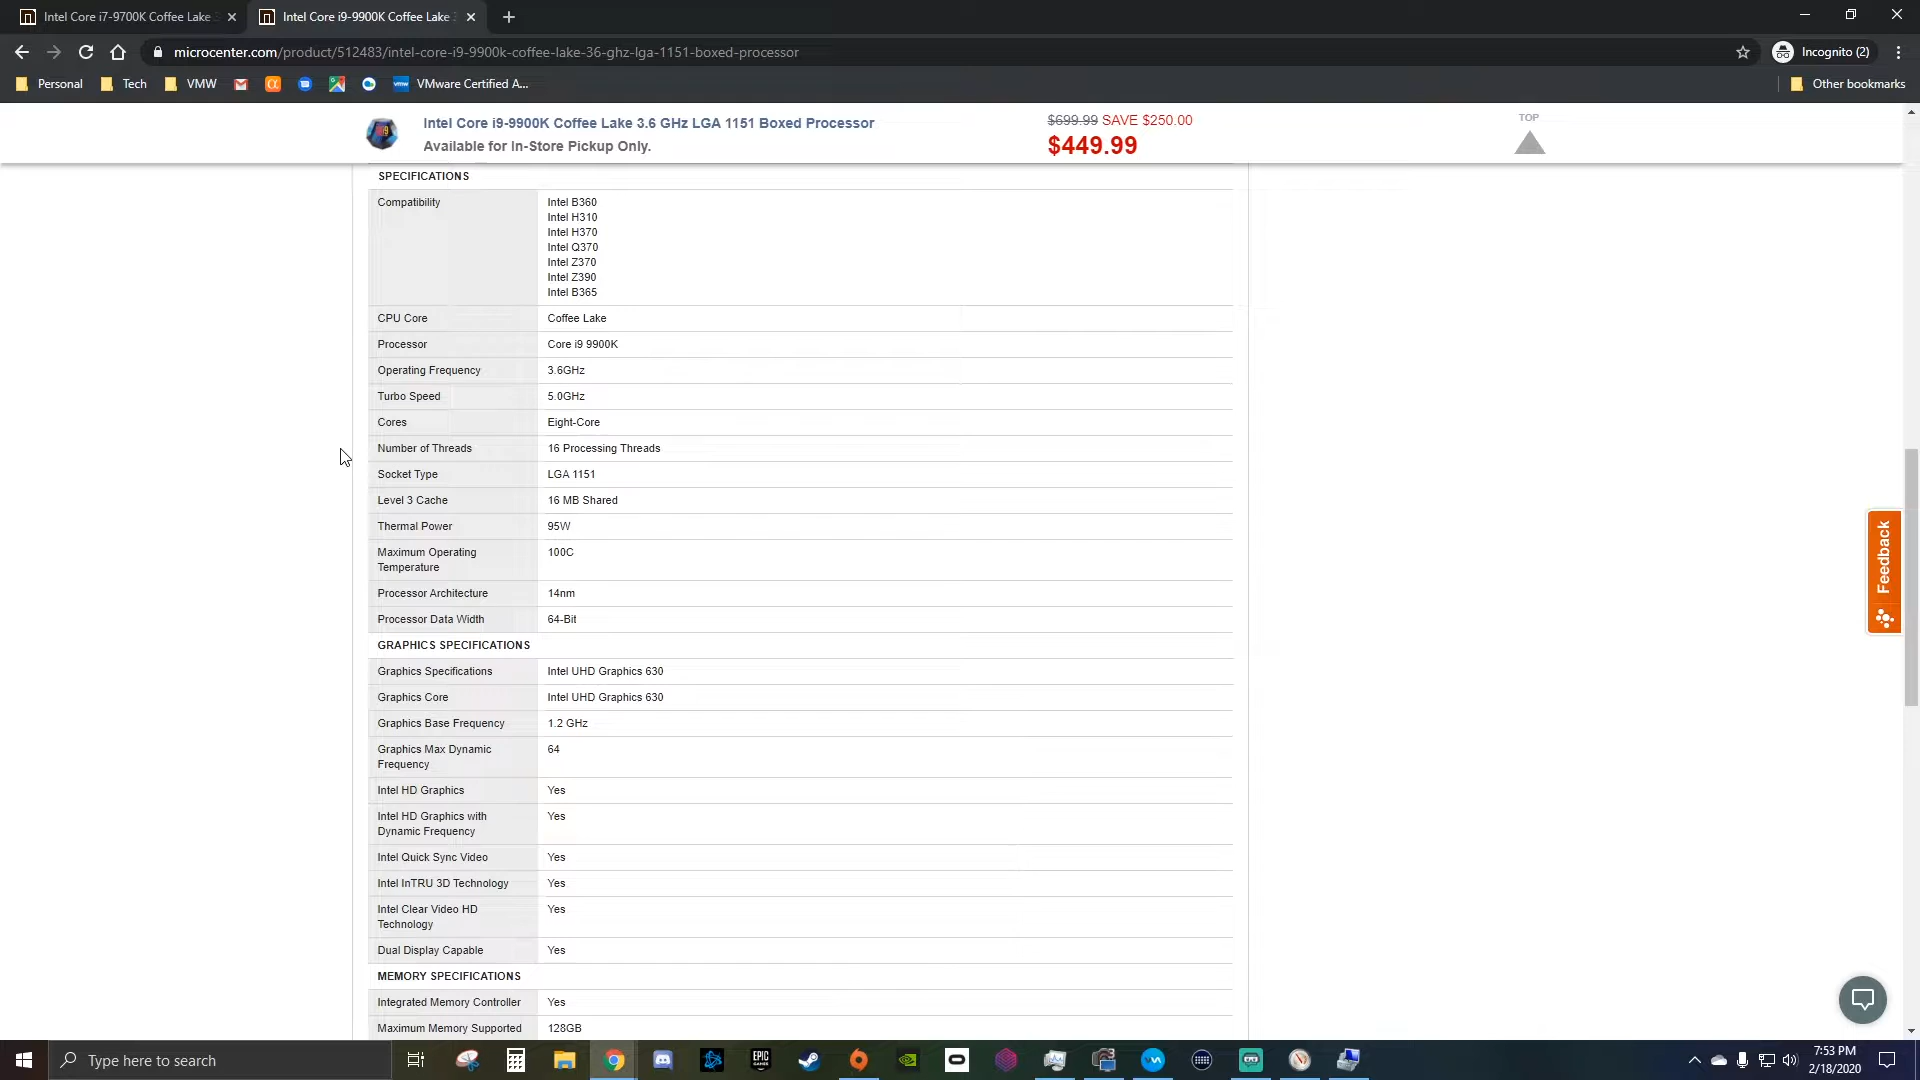 Intel Core i7-9700K Coffee Lake 3
Intel Core i9-9900K Coffee Lake 3
microcenter.com/product/512483/intel-core-i9-9900k-coffee-lake-36-ghz-lga-1151-boxed-processor
Incognito (2)
Personal
Tech
VMW
VMware Certified A...
Other bookmarks
Intel Core i9-9900K Coffee Lake 3.6 GHz LGA 1151 Boxed Processor
Available for In-Store Pickup Only.
$699.99 SAVE $250.00
$449.99
TOP
SPECIFICATIONS
Compatibility
Intel B360
Intel H310
Intel H370
Intel Q370
Intel Z370
Intel Z390
Intel B365
CPU Core Coffee Lake
Processor Core i9 9900K
Operating Frequency 3.6GHz
Turbo Speed 5.0GHz
Cores Eight-Core
Number of Threads 16 Processing Threads
Socket Type LGA 1151
Level 3 Cache 16 MB Shared
Thermal Power 95W
Maximum Operating 100C
Temperature
Processor Architecture 14nm
Processor Data Width 64-Bit
GRAPHICS SPECIFICATIONS
Graphics Specifications Intel UHD Graphics 630
Graphics Core Intel UHD Graphics 630
Graphics Base Frequency 1.2 GHz
Graphics Max Dynamic 64
Frequency
Intel HD Graphics Yes
Intel HD Graphics with Yes
Dynamic Frequency
Intel Quick Sync Video Yes
Intel InTRU 3D Technology Yes
Intel Clear Video HD Yes
Technology
Dual Display Capable Yes
MEMORY SPECIFICATIONS
Integrated Memory Controller Yes
Maximum Memory Supported 128GB
Feedback
Type here to search
EPIC
GAMES
7:53 PM
2/18/2020